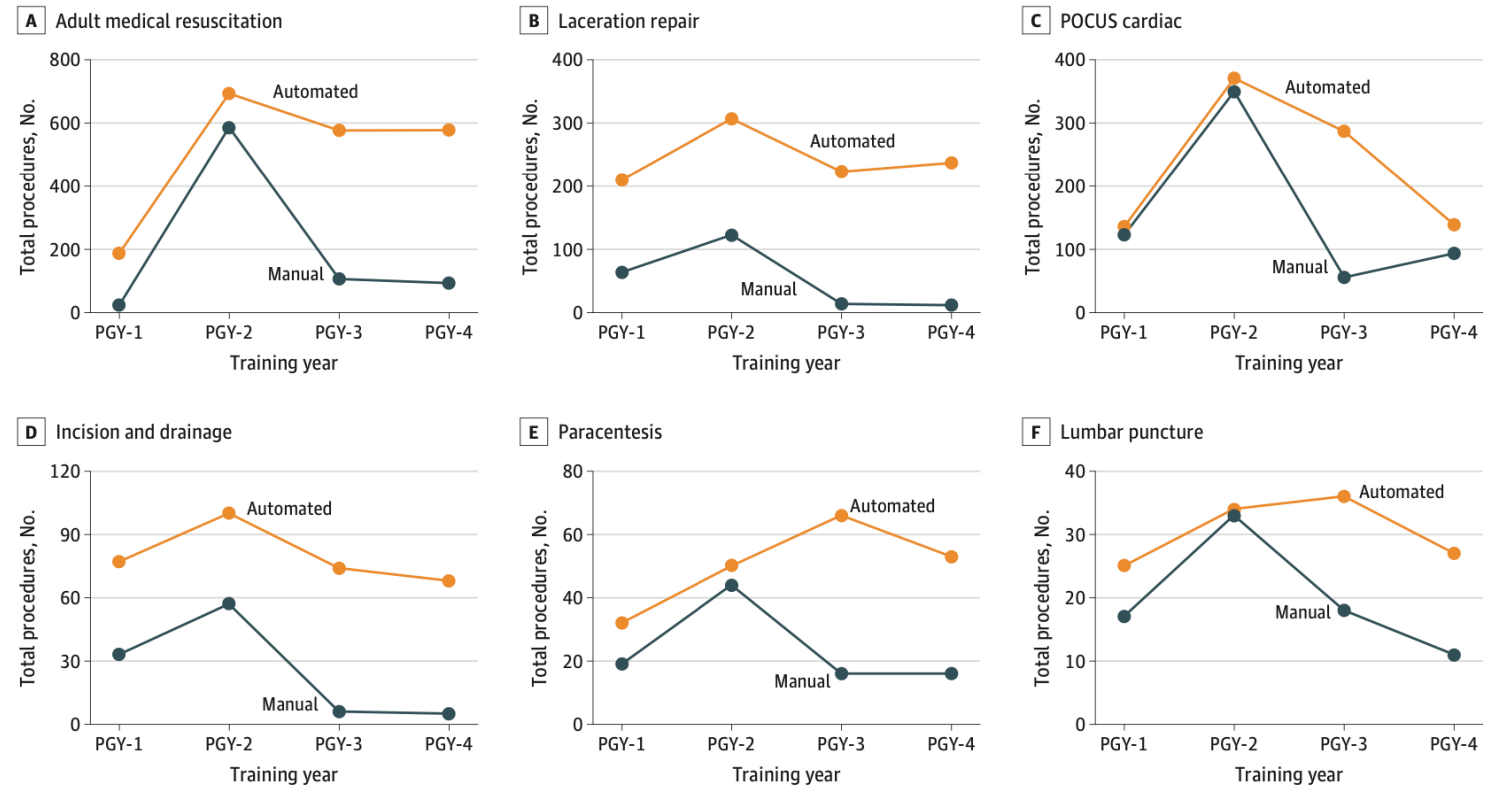 A Adult medical resuscitation
Total procedures, No.
800
600
400
200
0
Automated
Manual
PGY-1 PGY-2 PGY-3 PGY-4
Training year
B Laceration repair
Total procedures, No.
400
300
200
100
0
Automated
Manual
PGY-1 PGY-2 PGY-3 PGY-4
Training year
C POCUS cardiac
Total procedures, No.
400
300
200
100
0
Automated
Manual
PGY-1 PGY-2 PGY-3 PGY-4
Training year
D Incision and drainage
Total procedures, No.
120
90
60
30
0
Automated
Manual
PGY-1 PGY-2 PGY-3 PGY-4
Training year
E Paracentesis
Total procedures, No.
80
60
40
20
0
Automated
Manual
PGY-1 PGY-2 PGY-3 PGY-4
Training year
F Lumbar puncture
Total procedures, No.
40
30
20
10
0
Automated
Manual
PGY-1 PGY-2 PGY-3 PGY-4
Training year